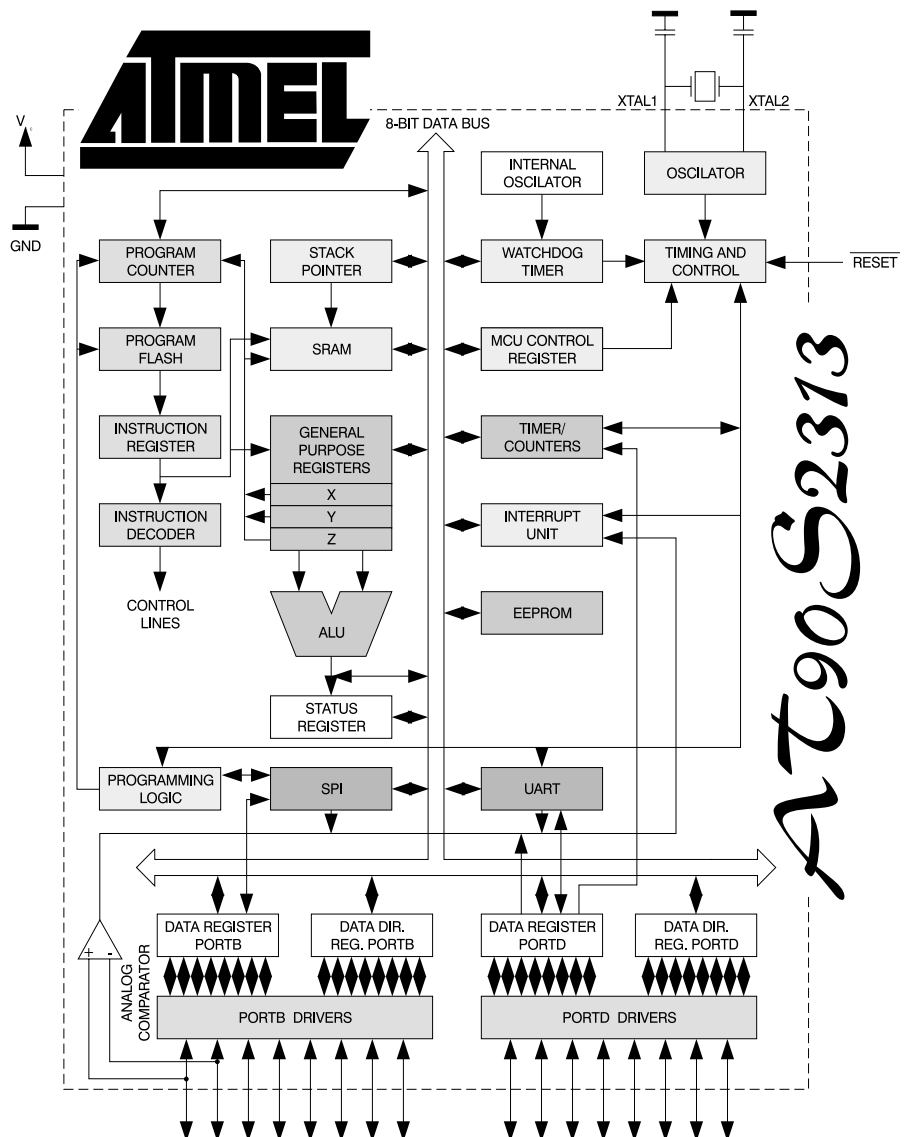 ATMEL
XTAL1
XTAL2
V
8-BIT DATA BUS
GND
INTERNAL
OSCILATOR
OSCILATOR
PROGRAM
COUNTER
STACK
POINTER
WATCHDOG
TIMER
TIMING AND
CONTROL
RESET
PROGRAM
FLASH
SRAM
MCU CONTROL
REGISTER
INSTRUCTION
REGISTER
GENERAL
PURPOSE
REGISTERS
X
Y
Z
TIMER/
COUNTERS
INSTRUCTION
DECODER
INTERRUPT
UNIT
CONTROL
LINES
ALU
EEPROM
STATUS
REGISTER
PROGRAMMING
LOGIC
SPI
UART
AT90S2313
DATA REGISTER
PORTB
DATA DIR.
REG. PORTB
DATA REGISTER
PORTD
DATA DIR.
REG. PORTD
+
-
ANALOG
COMPARATOR
PORTB DRIVERS
PORTD DRIVERS